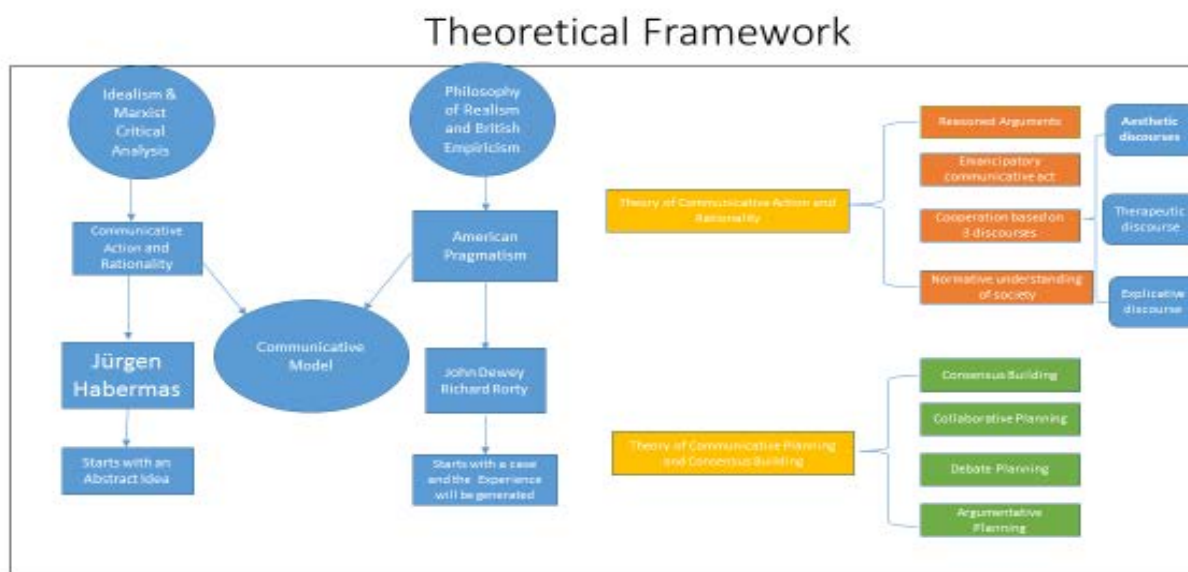 Theoretical Framework
Idealism &
Marxist
Critical
Analysis
Philosophy
of Realism
and British
Empiricism
Communicative
Action and
Rationality
American
Pragmatism
Communicative
Model
Jürgen
Habermas
John Dewey
Richard Rorty
Starts with an
Abstract Idea
Starts with a case
and the Experience
will be generated
Theory of Communicative Action and
Rationality
Reasoned Arguments
Emancipatory
communicative act
Cooperation based on
3 discourses
Normative understanding
of society
Aesthetic
discourses
Therapeutic
discourse
Explicative
discourse
Theory of Communicative Planning
and Consensus Building
Consensus Building
Collaborative Planning
Debate Planning
Argumentative
Planning